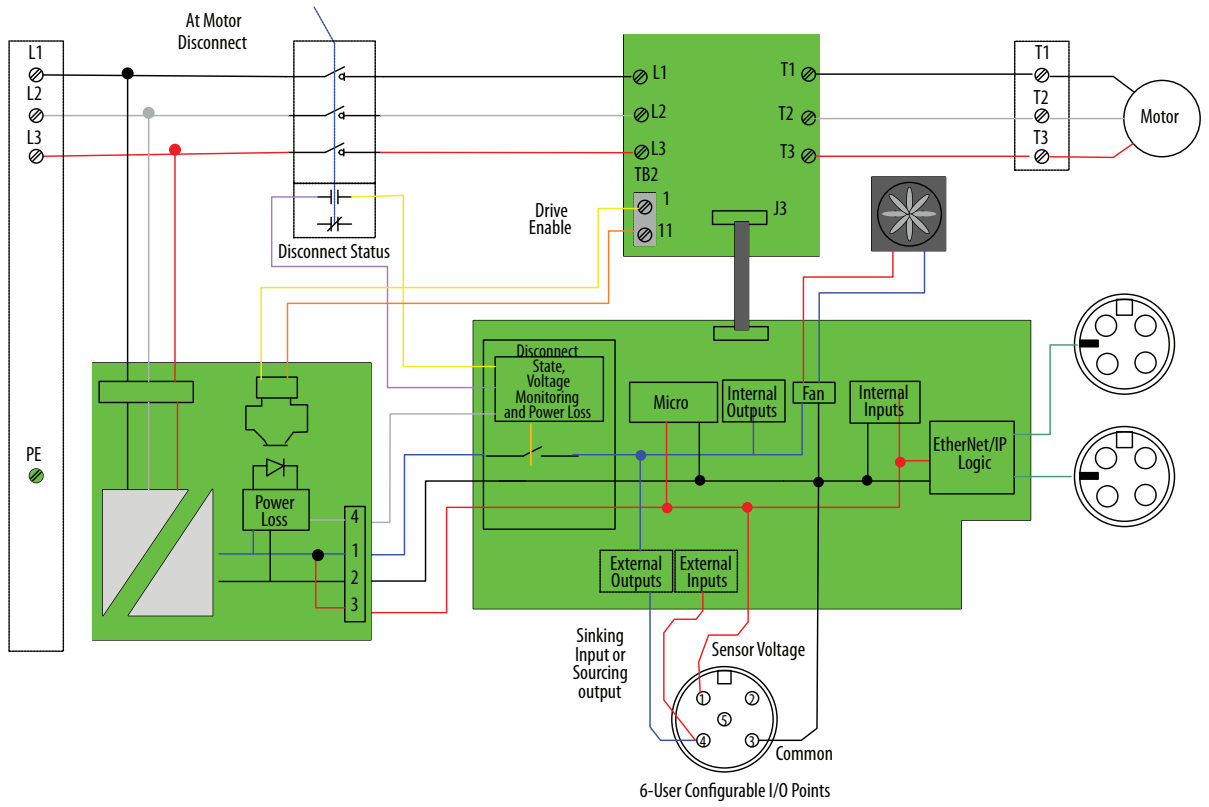 At Motor
Disconnect
L1
L2
L3
PE
Disconnect Status
L1
L2
L3
TB2
1
11
Drive
Enable
J3
T1
T2
T3
T1
T2
T3
Motor
Disconnect
State,
Voltage
Monitoring
and Power Loss
Micro
Internal
Outputs
Fan
Internal
Inputs
EtherNet/IP
Logic
Power
Loss
4
1
2
3
External
Outputs
External
Inputs
Sinking
Input or
Sourcing
output
Sensor Voltage
1
2
5
4
3
Common
6-User Configurable I/O Points